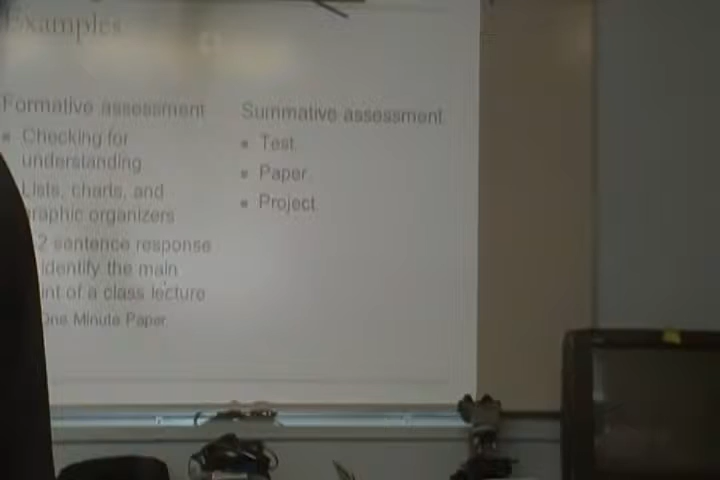 Examples
Formative assessment
Checking for
understanding
Lists, charts, and
graphic organizers
2 sentence response
identify the main
int of a class lecture
One Minute Paper
Summative assessment
Test
Paper
Project